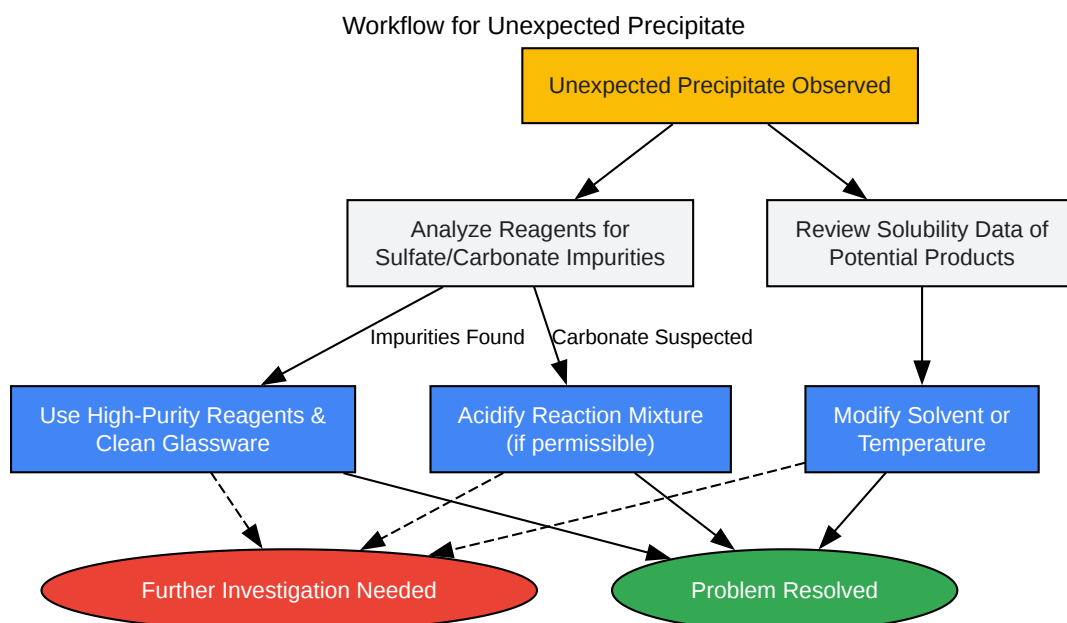 Workflow for Unexpected Precipitate
Unexpected Precipitate Observed
Analyze Reagents for
Sulfate/Carbonate Impurities
Review Solubility Data of
Potential Products
Impurities Found
Carbonate Suspected
Use High-Purity Reagents &
Clean Glassware
Acidify Reaction Mixture
(if permissible)
Modify Solvent or
Temperature
Further Investigation Needed
Problem Resolved